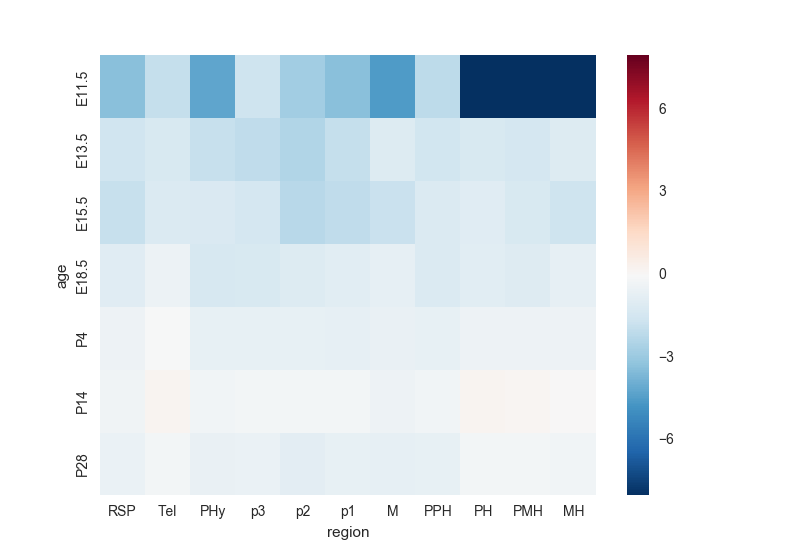 age
E11.5
E13.5
E15.5
E18.5
P4
P14
P28
RSP Tel PHy p3 p2 p1 M PPH PH PMH MH
region
6
3
0
−3
−6